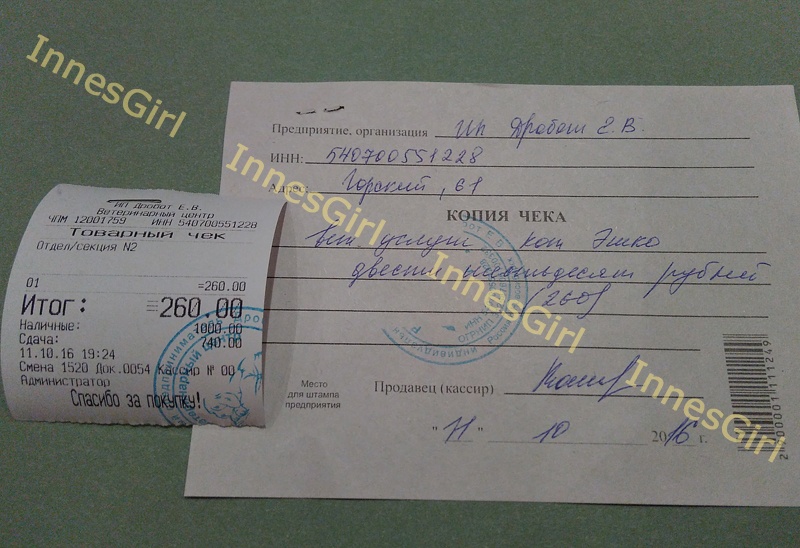 InnesGirl
Предприятие, организация ИП Дробот Е.В.
ИНН: 540700551228
Адрес: Горский, 61
КОПИЯ ЧЕКА
Вет услуги кот Эшко
двести шестьдесят рублей
(260)
Место
для штампа
предприятия
Продавец (кассир)
"11" 10 2016 г.
ИП Дробот Е.В.
Ветеринарный центр
ЧПМ 12001759 ИНН 540700551228
Товарный чек
Отдел/секция N2
01 =260.00
Итог: =260.00
Наличные: 1000.00
Сдача: 740.00
11.10.16 19:24
Смена 1520 Док.0054 Кассир № 00
Администратор
Спасибо за покупку!
InnesGirl
InnesGirl
InnesGirl